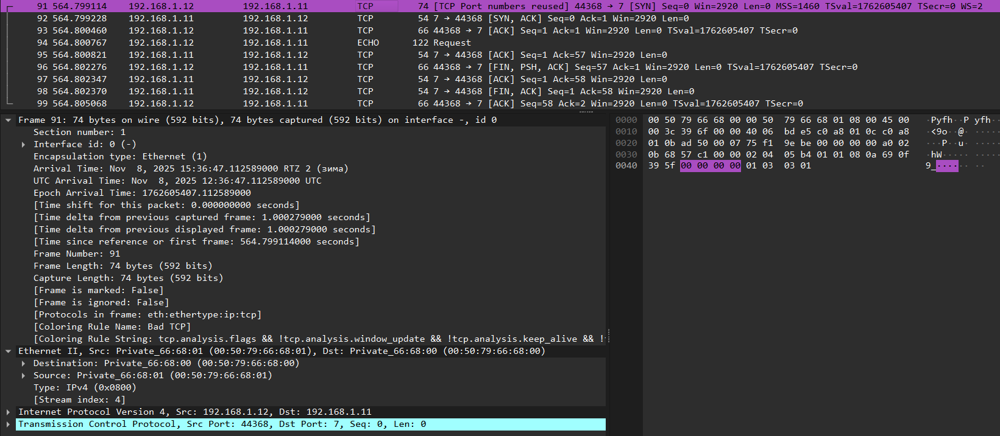 91 564.799114 192.168.1.12 192.168.1.11 TCP 74 [TCP Port numbers reused] 44368 → 7 [SYN] Seq=0 Win=2920 Len=0 MSS=1460 TSval=1762605407 TSecr=0 WS=2
92 564.799228 192.168.1.11 192.168.1.12 TCP 54 7 → 44368 [SYN, ACK] Seq=0 Ack=1 Win=2920 Len=0
93 564.800460 192.168.1.12 192.168.1.11 TCP 66 44368 → 7 [ACK] Seq=1 Ack=1 Win=2920 Len=0 TSval=1762605407 TSecr=0
94 564.800767 192.168.1.12 192.168.1.11 ECHO 122 Request
95 564.800821 192.168.1.11 192.168.1.12 TCP 54 7 → 44368 [ACK] Seq=1 Ack=57 Win=2920 Len=0
96 564.802276 192.168.1.12 192.168.1.11 TCP 66 44368 → 7 [FIN, PSH, ACK] Seq=57 Ack=1 Win=2920 Len=0 TSval=1762605407 TSecr=0
97 564.802347 192.168.1.11 192.168.1.12 TCP 54 7 → 44368 [ACK] Seq=1 Ack=58 Win=2920 Len=0
98 564.802370 192.168.1.11 192.168.1.12 TCP 54 7 → 44368 [FIN, ACK] Seq=1 Ack=58 Win=2920 Len=0
99 564.805068 192.168.1.12 192.168.1.11 TCP 66 44368 → 7 [ACK] Seq=58 Ack=2 Win=2920 Len=0 TSval=1762605407 TSecr=0
Frame 91: 74 bytes on wire (592 bits), 74 bytes captured (592 bits) on interface -, id 0
Section number: 1
Interface id: 0 (-)
Encapsulation type: Ethernet (1)
Arrival Time: Nov  8, 2025 15:36:47.112589000 RTZ 2 (зима)
UTC Arrival Time: Nov  8, 2025 12:36:47.112589000 UTC
Epoch Arrival Time: 1762605407.112589000
[Time shift for this packet: 0.000000000 seconds]
[Time delta from previous captured frame: 1.000279000 seconds]
[Time delta from previous displayed frame: 1.000279000 seconds]
[Time since reference or first frame: 564.799114000 seconds]
Frame Number: 91
Frame Length: 74 bytes (592 bits)
Capture Length: 74 bytes (592 bits)
[Frame is marked: False]
[Frame is ignored: False]
[Protocols in frame: eth:ethertype:ip:tcp]
[Coloring Rule Name: Bad TCP]
[Coloring Rule String: tcp.analysis.flags && !tcp.analysis.window_update && !tcp.analysis.keep_alive && !
Ethernet II, Src: Private_66:68:01 (00:50:79:66:68:01), Dst: Private_66:68:00 (00:50:79:66:68:00)
Destination: Private_66:68:00 (00:50:79:66:68:00)
Source: Private_66:68:01 (00:50:79:66:68:01)
Type: IPv4 (0x0800)
[Stream index: 4]
Internet Protocol Version 4, Src: 192.168.1.12, Dst: 192.168.1.11
Transmission Control Protocol, Src Port: 44368, Dst Port: 7, Seq: 0, Len: 0
0000 00 50 79 66 68 00 00 50 79 66 68 01 08 00 45 00 ·Pyfh··P yfh···E·
0010 00 3c 39 6f 00 00 40 06 bd e5 c0 a8 01 0c c0 a8 ·<9o··@· ········
0020 01 0b ad 50 00 07 75 f1 9e be 00 00 00 00 a0 02 ···P··u· ········
0030 0b 68 57 c1 00 00 02 04 05 b4 01 01 08 0a 69 0f ·hW····· ······i·
0040 39 5f 00 00 00 00 01 03 03 01 9_······ ··